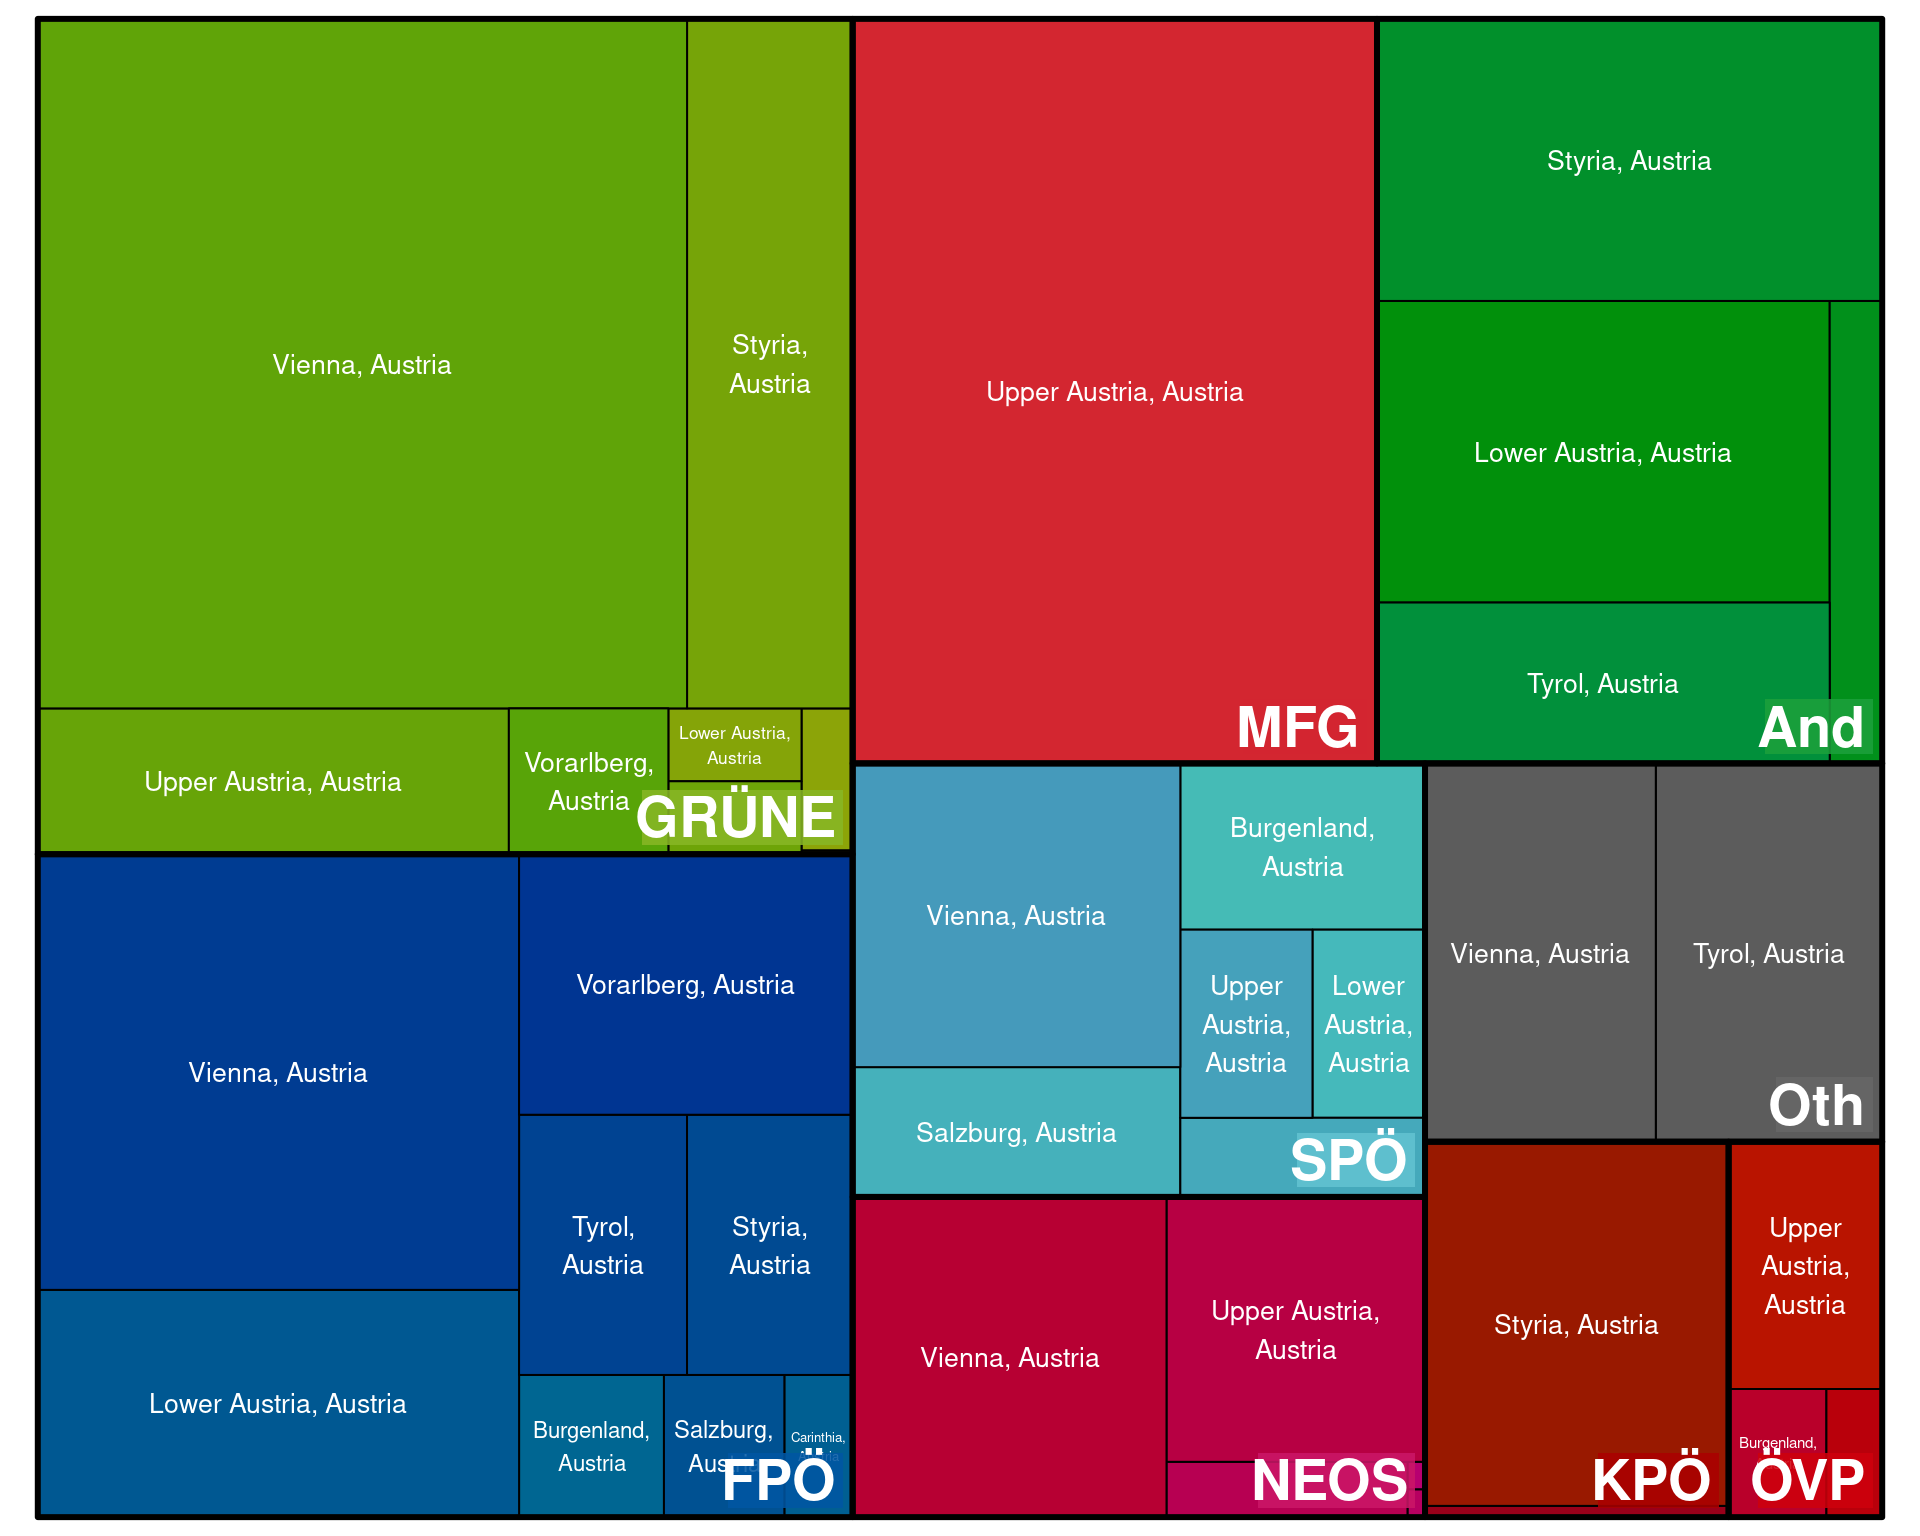 Vienna, Austria
Styria,
Austria
Upper Austria, Austria
Vorarlberg,
Austria
Lower Austria,
Austria
GRÜNE
Vienna, Austria
Vorarlberg, Austria
Tyrol,
Austria
Styria,
Austria
Lower Austria, Austria
Burgenland,
Austria
Salzburg,
Austria
Carinthia,
Austria
FPÖ
Upper Austria, Austria
MFG
Styria, Austria
Lower Austria, Austria
Tyrol, Austria
And
Vienna, Austria
Burgenland,
Austria
Upper
Austria,
Austria
Lower
Austria,
Austria
Salzburg, Austria
SPÖ
Vienna, Austria
Tyrol, Austria
Oth
Vienna, Austria
Upper Austria,
Austria
NEOS
Styria, Austria
KPÖ
Upper
Austria,
Austria
Burgenland,
ÖVP